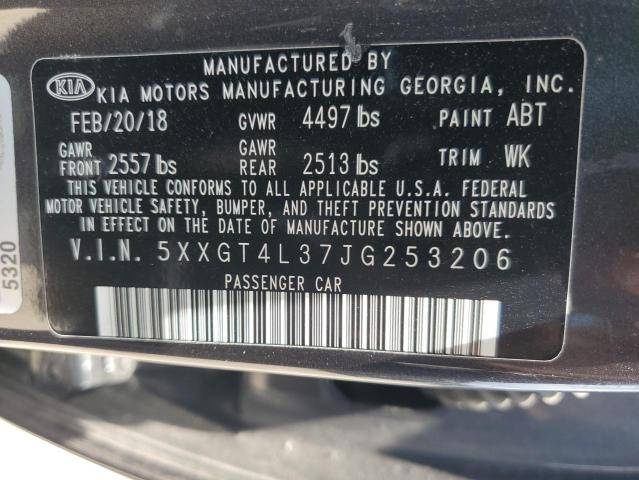 MANUFACTURED BY
KIA KIA MOTORS MANUFACTURING GEORGIA, INC.
FEB/20/18 GVWR 4497 lbs PAINT ABT
GAWR FRONT 2557 lbs GAWR REAR 2513 lbs TRIM WK
THIS VEHICLE CONFORMS TO ALL APPLICABLE U.S.A. FEDERAL
MOTOR VEHICLE SAFETY, BUMPER, AND THEFT PREVENTION STANDARDS
IN EFFECT ON THE DATE OF MANUFACTURE SHOWN ABOVE.
V.I.N. 5XXGT4L37JG253206
PASSENGER CAR
5320